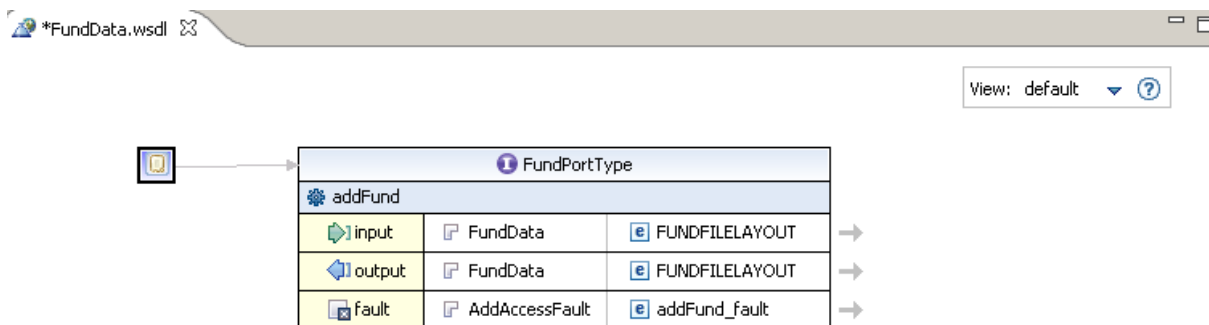 *FundData.wsdl
View: default ?
I FundPortType
addFund
input FundData e FUNDFILELAYOUT
output FundData e FUNDFILELAYOUT
fault AddAccessFault e addFund_fault